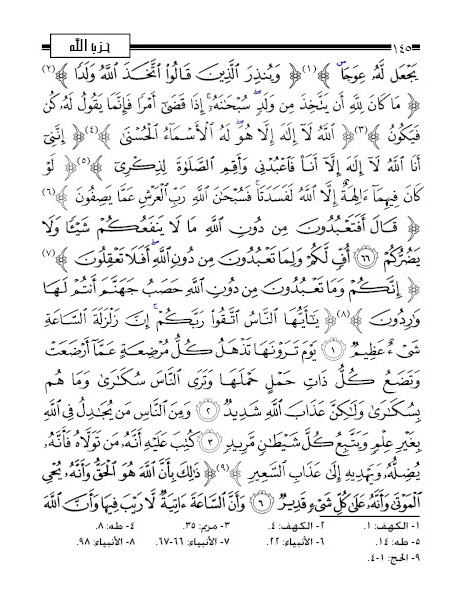 ١٤٥ حزب الله
يَجْعَل لَّهُۥ عِوَجَاۜ ﴾(١) ﴿ وَيُنذِرَ ٱلَّذِينَ قَالُوا۟ ٱتَّخَذَ ٱللَّهُ وَلَدًا ﴾(٢)
﴿ مَا كَانَ لِلَّهِ أَن يَتَّخِذَ مِن وَلَدٍۖ سُبْحَٰنَهُۥٓۚ إِذَا قَضَىٰٓ أَمْرًا فَإِنَّمَا يَقُولُ لَهُۥ كُن
فَيَكُونُ ﴾(٣) ﴿ ٱللَّهُ لَآ إِلَٰهَ إِلَّا هُوَۖ لَهُ ٱلْأَسْمَآءُ ٱلْحُسْنَىٰ ﴾(٤) ﴿ إِنَّنِىٓ
أَنَا ٱللَّهُ لَآ إِلَٰهَ إِلَّآ أَنَا۠ فَٱعْبُدْنِى وَأَقِمِ ٱلصَّلَوٰةَ لِذِكْرِىٓ ﴾(٥) ﴿ لَوْ
كَانَ فِيهِمَآ ءَالِهَةٌ إِلَّا ٱللَّهُ لَفَسَدَتَاۚ فَسُبْحَٰنَ ٱللَّهِ رَبِّ ٱلْعَرْشِ عَمَّا يَصِفُونَ ﴾(٦)
﴿ قَالَ أَفَتَعْبُدُونَ مِن دُونِ ٱللَّهِ مَا لَا يَنفَعُكُمْ شَيْـًٔا وَلَا
يَضُرُّكُمْ ٦٦ أُفٍّ لَّكُمْ وَلِمَا تَعْبُدُونَ مِن دُونِ ٱللَّهِۖ أَفَلَا تَعْقِلُونَ ﴾(٧)
﴿ إِنَّكُمْ وَمَا تَعْبُدُونَ مِن دُونِ ٱللَّهِ حَصَبُ جَهَنَّمَ أَنتُمْ لَهَا
وَٰرِدُونَ ﴾(٨) ﴿ يَٰٓأَيُّهَا ٱلنَّاسُ ٱتَّقُوا۟ رَبَّكُمْۚ إِنَّ زَلْزَلَةَ ٱلسَّاعَةِ
شَىْءٌ عَظِيمٌ ١ يَوْمَ تَرَوْنَهَا تَذْهَلُ كُلُّ مُرْضِعَةٍ عَمَّآ أَرْضَعَتْ
وَتَضَعُ كُلُّ ذَاتِ حَمْلٍ حَمْلَهَا وَتَرَى ٱلنَّاسَ سُكَٰرَىٰ وَمَا هُم
بِسُكَٰرَىٰ وَلَٰكِنَّ عَذَابَ ٱللَّهِ شَدِيدٌ ٢ وَمِنَ ٱلنَّاسِ مَن يُجَٰدِلُ فِى ٱللَّهِ
بِغَيْرِ عِلْمٍ وَيَتَّبِعُ كُلَّ شَيْطَٰنٍ مَّرِيدٍ ٣ كُتِبَ عَلَيْهِ أَنَّهُۥ مَن تَوَلَّاهُ فَأَنَّهُۥ
يُضِلُّهُۥ وَيَهْدِيهِ إِلَىٰ عَذَابِ ٱلسَّعِيرِ ﴾(٩) ﴿ ذَٰلِكَ بِأَنَّ ٱللَّهَ هُوَ ٱلْحَقُّ وَأَنَّهُۥ يُحْىِ
ٱلْمَوْتَىٰ وَأَنَّهُۥ عَلَىٰ كُلِّ شَىْءٍ قَدِيرٌ ٦ وَأَنَّ ٱلسَّاعَةَ ءَاتِيَةٌ لَّا رَيْبَ فِيهَا وَأَنَّ ٱللَّهَ
١- الكهف: ١. ٢- الكهف: ٤. ٣- مريم: ٣٥. ٤- طه: ٨.
٥- طه: ١٤. ٦- الأنبياء: ٢٢. ٧- الأنبياء: ٦٦-٦٧. ٨- الأنبياء: ٩٨.
٩- الحج: ١-٤.